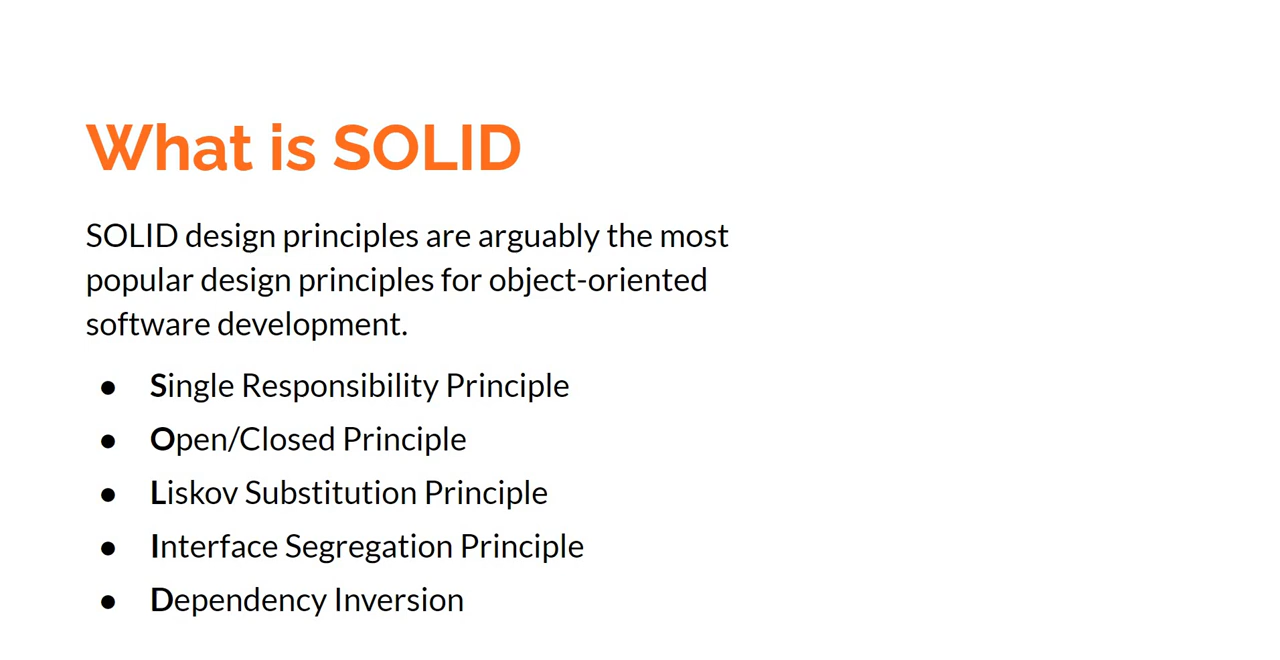 What is SOLID
SOLID design principles are arguably the most
popular design principles for object-oriented
software development.
● Single Responsibility Principle
● Open/Closed Principle
● Liskov Substitution Principle
● Interface Segregation Principle
● Dependency Inversion